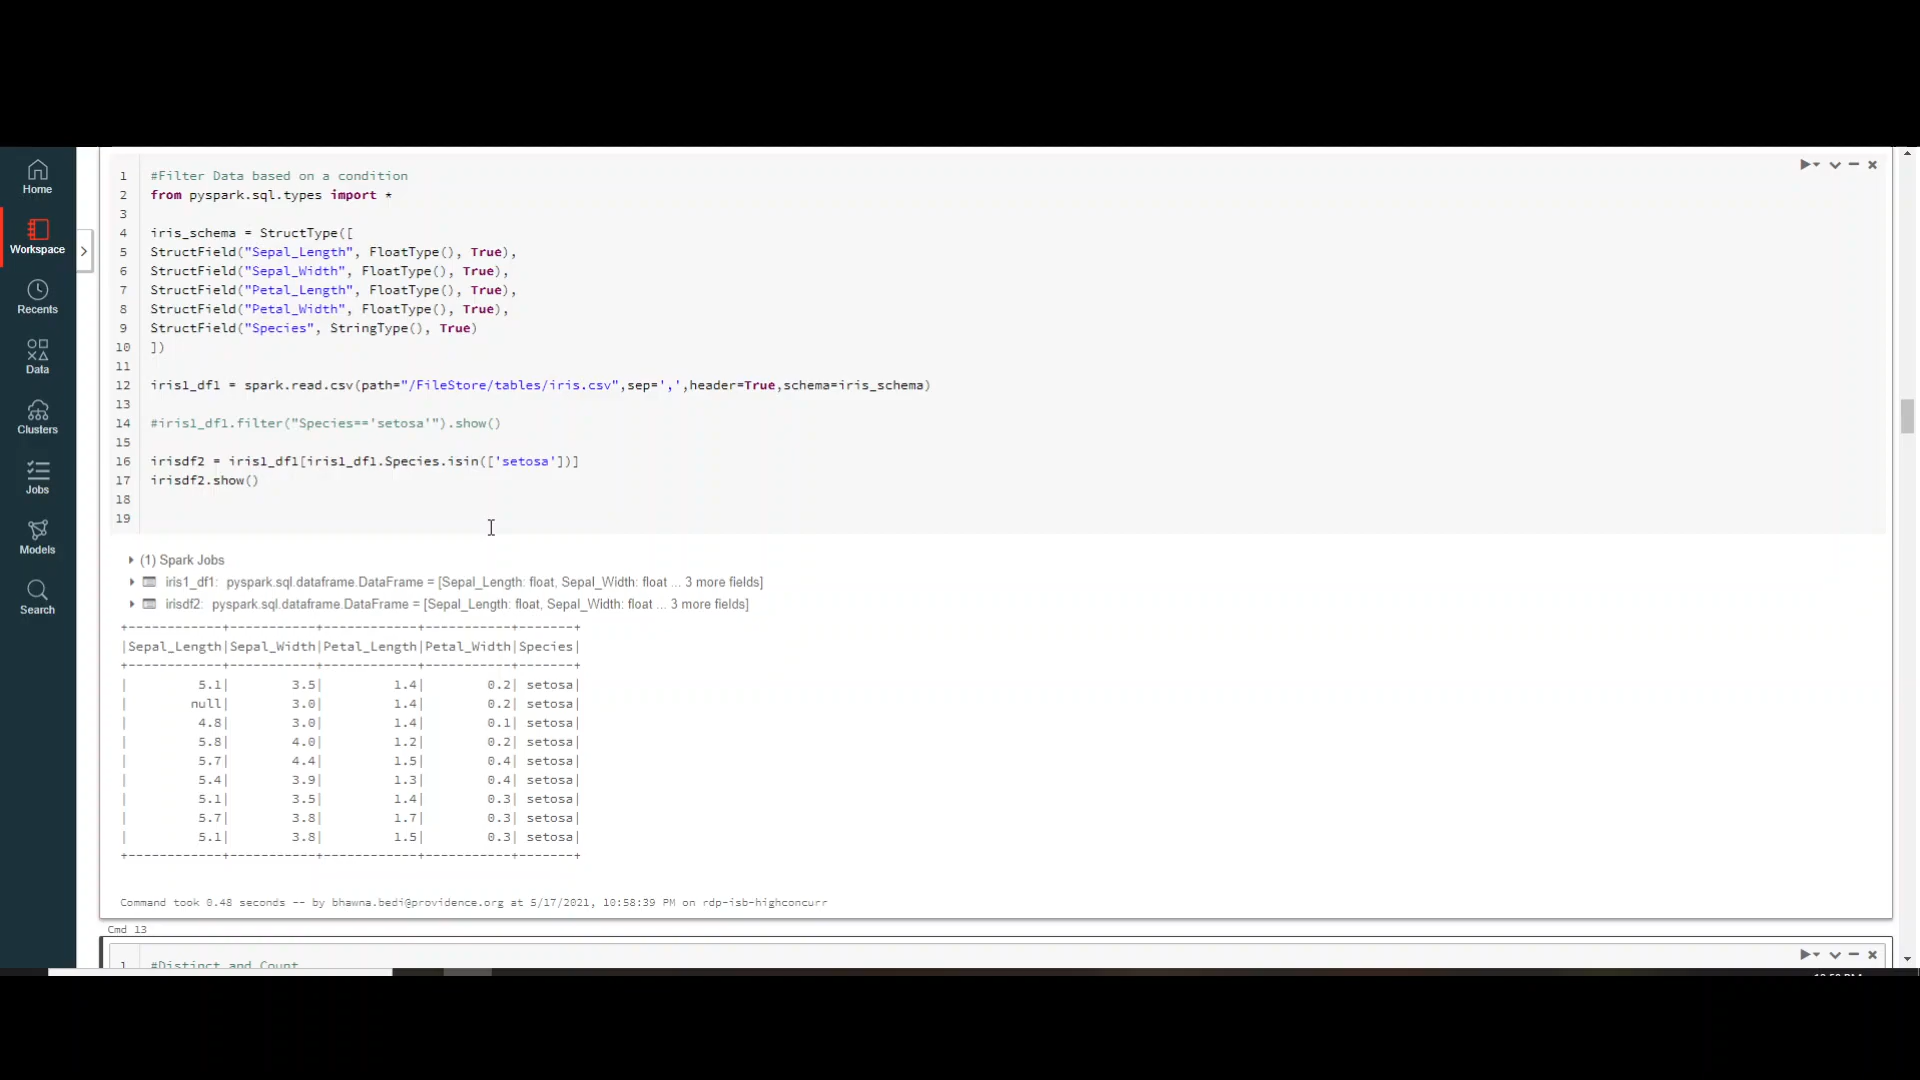 Home
Workspace
Recents
Data
Clusters
Jobs
Models
Search
1 #Filter Data based on a condition
2 from pyspark.sql.types import *
3
4 iris_schema = StructType([
5 StructField("Sepal_Length", FloatType(), True),
6 StructField("Sepal_Width", FloatType(), True),
7 StructField("Petal_Length", FloatType(), True),
8 StructField("Petal_Width", FloatType(), True),
9 StructField("Species", StringType(), True)
10 ])
11
12 iris1_df1 = spark.read.csv(path="/FileStore/tables/iris.csv",sep=',',header=True,schema=iris_schema)
13
14 #iris1_df1.filter("Species=='setosa'").show()
15
16 irisdf2 = iris1_df1[iris1_df1.Species.isin(['setosa'])]
17 irisdf2.show()
18
19
(1) Spark Jobs
iris1_df1: pyspark.sql.dataframe.DataFrame = [Sepal_Length: float, Sepal_Width: float ... 3 more fields]
irisdf2: pyspark.sql.dataframe.DataFrame = [Sepal_Length: float, Sepal_Width: float ... 3 more fields]
+------------+-----------+------------+-----------+-------+
|Sepal_Length|Sepal_Width|Petal_Length|Petal_Width|Species|
+------------+-----------+------------+-----------+-------+
| 5.1| 3.5| 1.4| 0.2| setosa|
| null| 3.0| 1.4| 0.2| setosa|
| 4.8| 3.0| 1.4| 0.1| setosa|
| 5.8| 4.0| 1.2| 0.2| setosa|
| 5.7| 4.4| 1.5| 0.4| setosa|
| 5.4| 3.9| 1.3| 0.4| setosa|
| 5.1| 3.5| 1.4| 0.3| setosa|
| 5.7| 3.8| 1.7| 0.3| setosa|
| 5.1| 3.8| 1.5| 0.3| setosa|
+------------+-----------+------------+-----------+-------+
Command took 0.48 seconds -- by bhawna.bedi@providence.org at 5/17/2021, 10:58:39 PM on rdp-isb-highconcurr
Cmd 13
1 #Distinct and Count